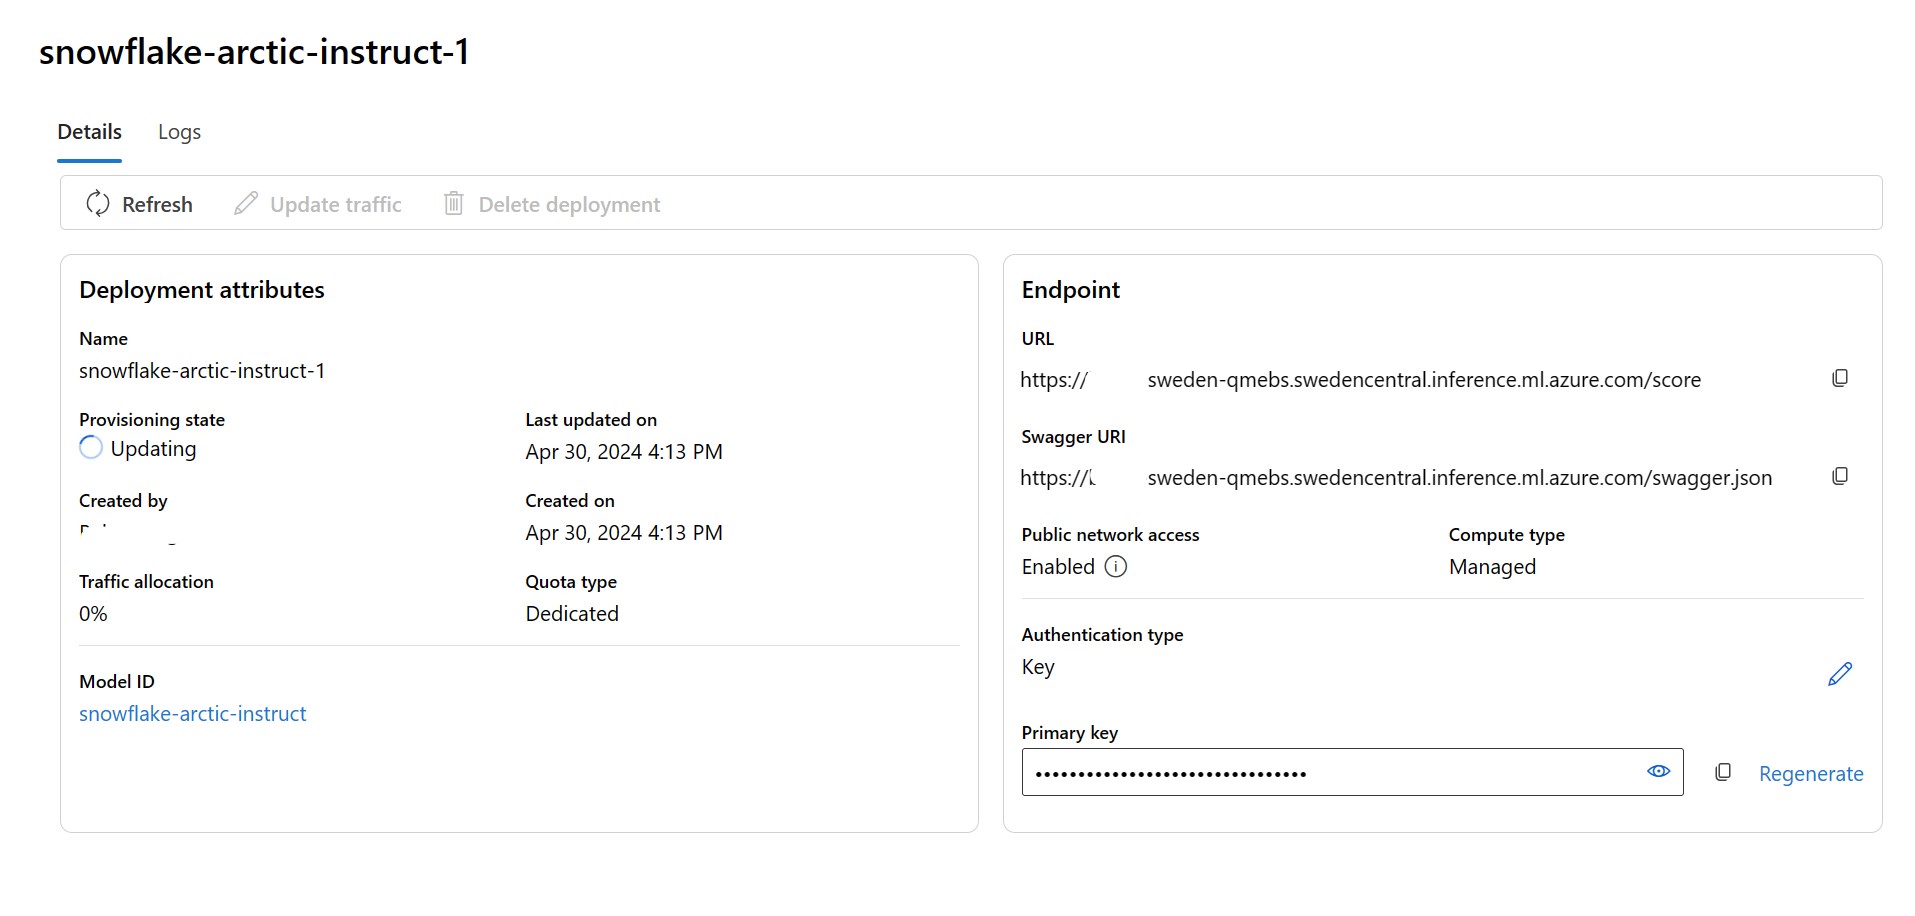 snowflake-arctic-instruct-1
Details Logs
Refresh Update traffic Delete deployment
Deployment attributes
Name
snowflake-arctic-instruct-1
Provisioning state Last updated on
Updating Apr 30, 2024 4:13 PM
Created by Created on
Apr 30, 2024 4:13 PM
Traffic allocation Quota type
0% Dedicated
Model ID
snowflake-arctic-instruct
Endpoint
URL
https:// sweden-qmebs.swedencentral.inference.ml.azure.com/score
Swagger URI
https:// sweden-qmebs.swedencentral.inference.ml.azure.com/swagger.json
Public network access Compute type
Enabled Managed
Authentication type
Key
Primary key
Regenerate